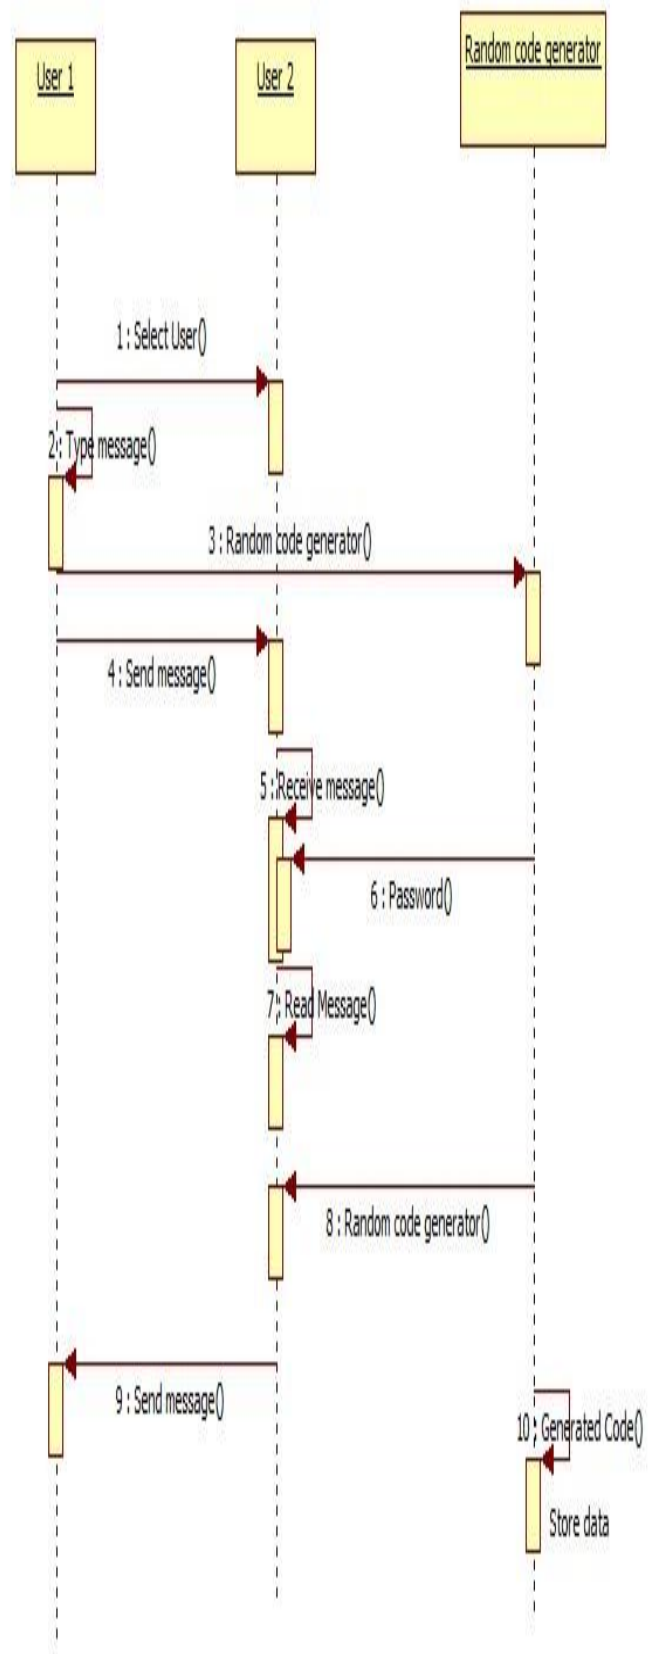 User 1
User 2
Random code generator
1 : Select User()
2 : Type message()
3 : Random code generator()
4 : Send message()
5 : Receive message()
6 : Password()
7 : Read Message()
8 : Random code generator()
9 : Send message()
10 : Generated Code()
Store data